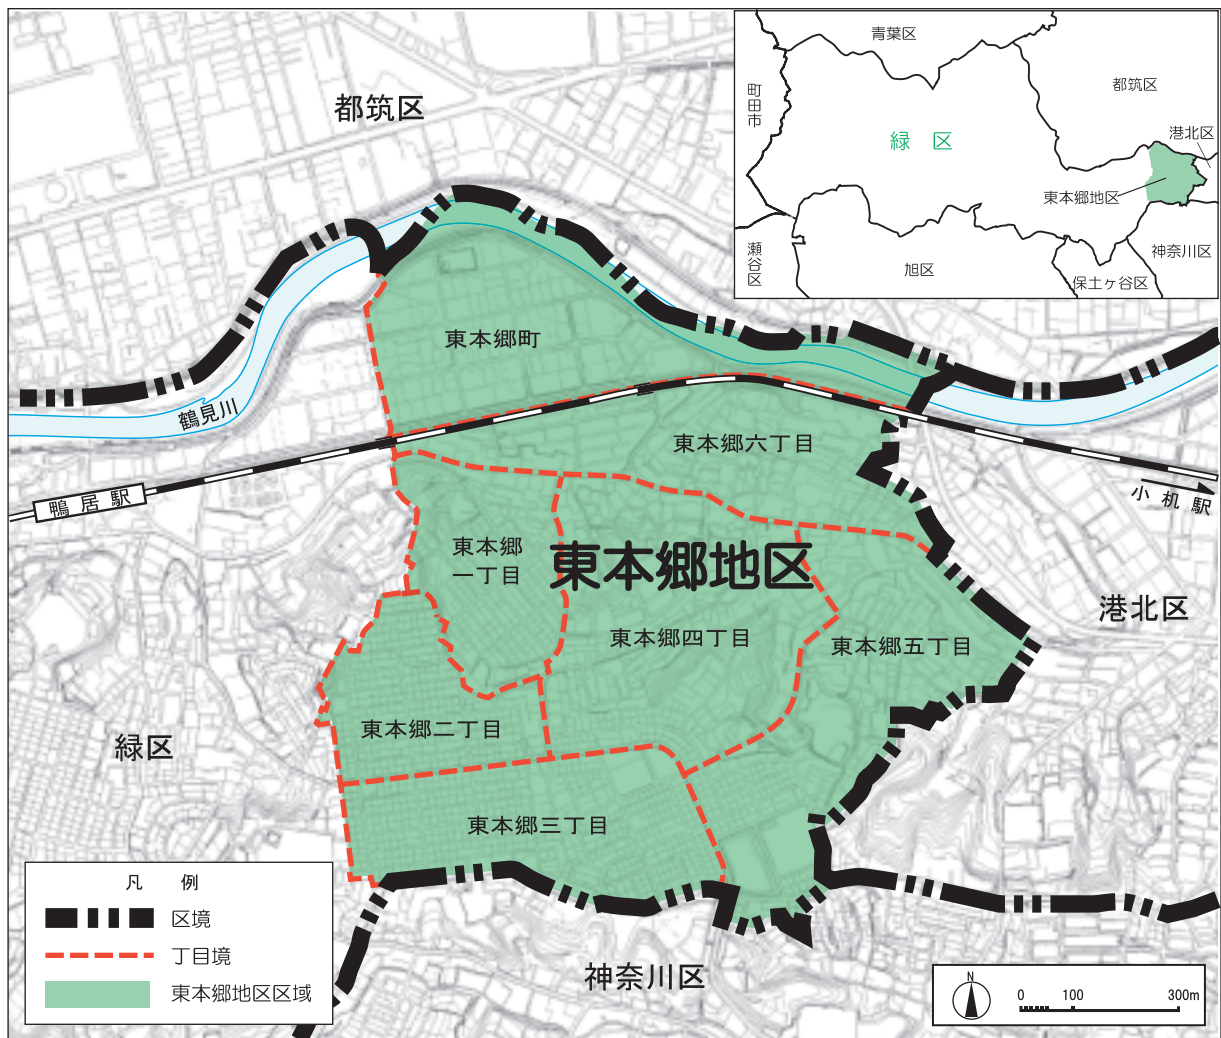 都筑区
青葉区
都筑区
町田市
港北区
緑 区
東本郷地区
瀬谷区
旭区
保土ヶ谷区
神奈川区
東本郷町
鶴見川
東本郷六丁目
鴨居駅
小机駅
東本郷
一丁目
東本郷地区
港北区
東本郷四丁目
東本郷五丁目
東本郷二丁目
緑区
東本郷三丁目
神奈川区
凡 例
区境
丁目境
東本郷地区区域
N
0 100 300m